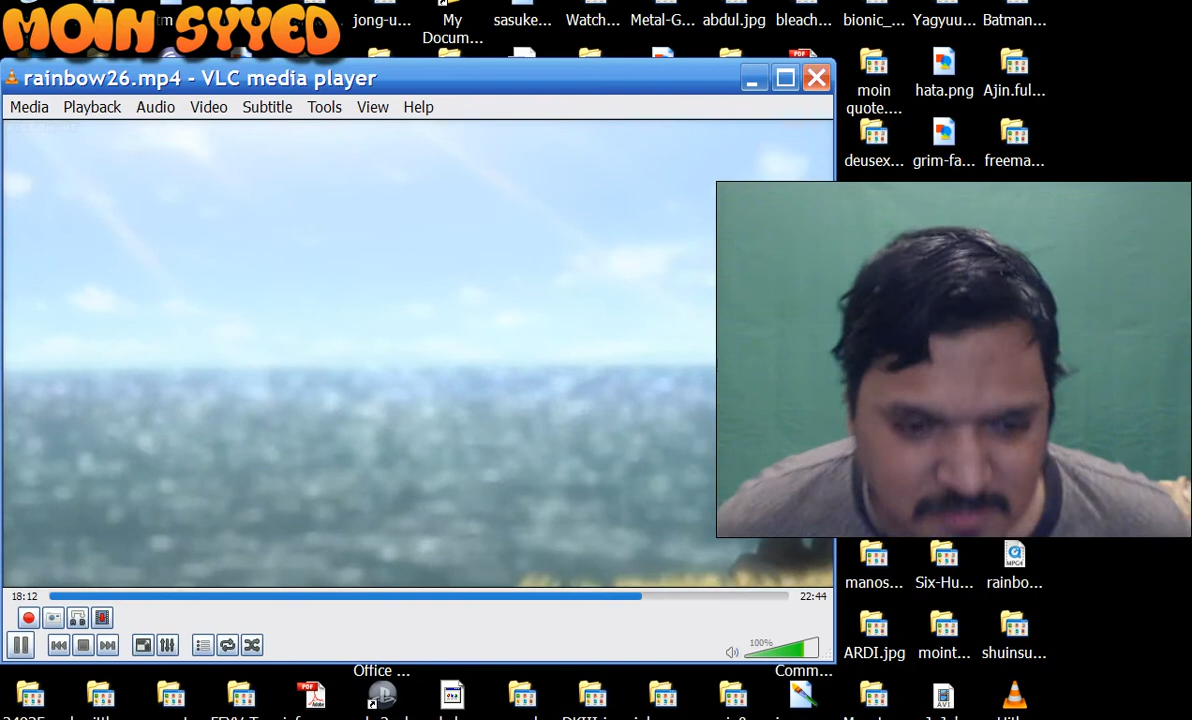 jong-u...
My Docum...
sasuke...
Watch...
Metal-G...
abdul.jpg
bleach...
bionic_...
Yagyuu...
Batman...
MOIN SYYED
rainbow26.mp4 - VLC media player
Media Playback Audio Video Subtitle Tools View Help
moin quote....
hata.png
Ajin.ful...
deusex...
grim-fa...
freema...
manos...
Six-Hu...
rainbo...
18:12
22:44
100%
ARDI.jpg
moint...
shuinsu...
Office ...
Comm...